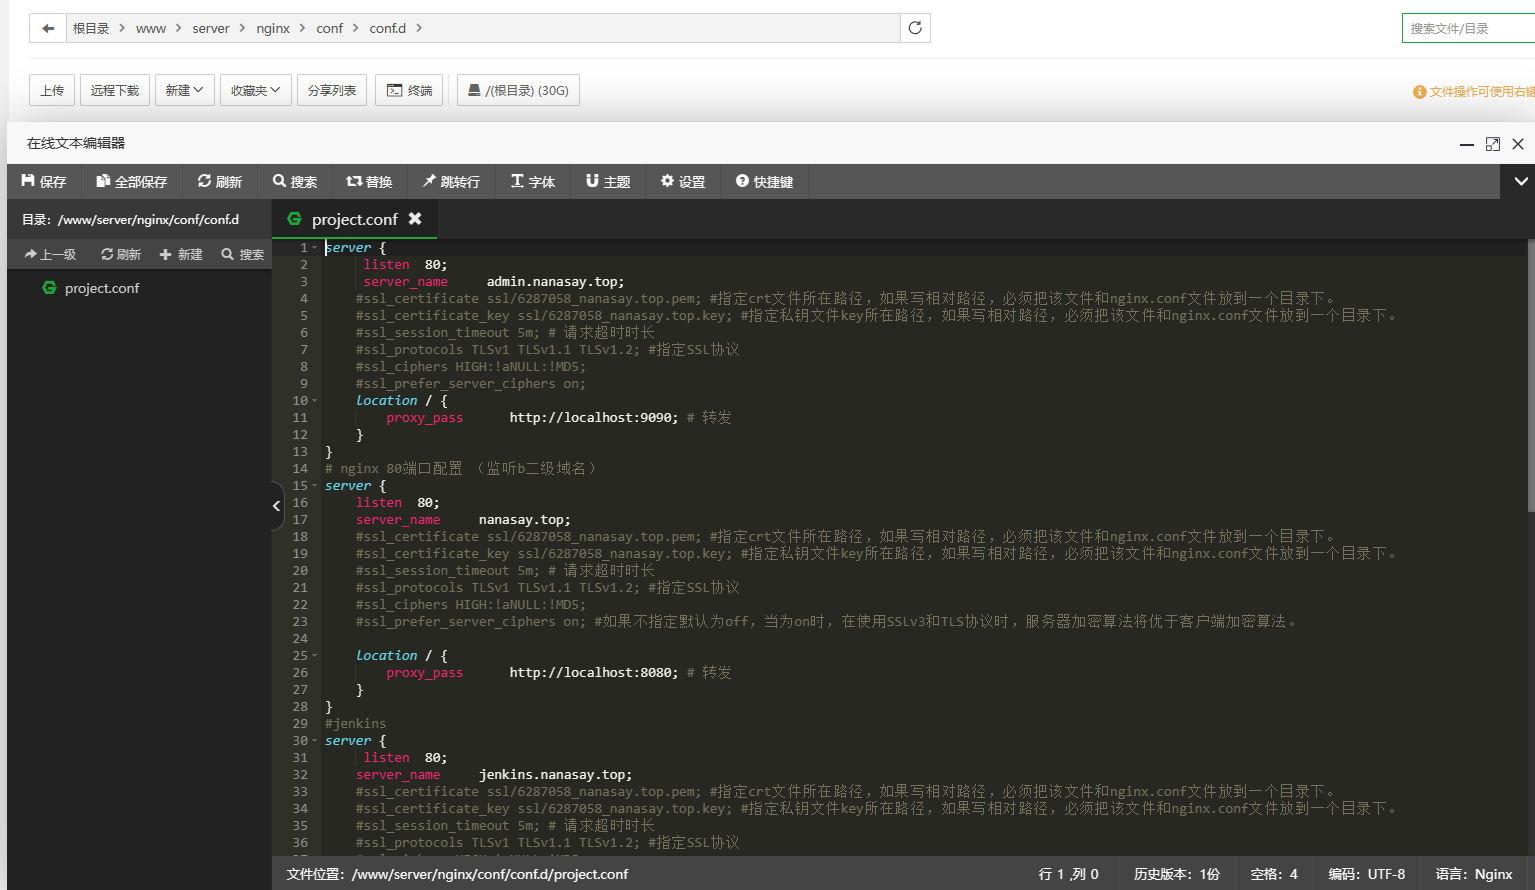 根目录 > www > server > nginx > conf > conf.d >
搜索文件/目录
上传 远程下载 新建 收藏夹 分享列表 终端 /(根目录) (30G)
文件操作可使用右键
在线文本编辑器
保存 全部保存 刷新 搜索 替换 跳转行 字体 主题 设置 快捷键
目录: /www/server/nginx/conf/conf.d
project.conf
上一级 刷新 新建 搜索
project.conf
1 server {
2 listen 80;
3 server_name admin.nanasay.top;
4 #ssl_certificate ssl/6287058_nanasay.top.pem; #指定crt文件所在路径，如果写相对路径，必须把该文件和nginx.conf文件放到一个目录下。
5 #ssl_certificate_key ssl/6287058_nanasay.top.key; #指定私钥文件key所在路径，如果写相对路径，必须把该文件和nginx.conf文件放到一个目录下。
6 #ssl_session_timeout 5m; # 请求超时时长
7 #ssl_protocols TLSv1 TLSv1.1 TLSv1.2; #指定SSL协议
8 #ssl_ciphers HIGH:!aNULL:!MD5;
9 #ssl_prefer_server_ciphers on;
10 location / {
11 proxy_pass http://localhost:9090; # 转发
12 }
13 }
14 # nginx 80端口配置 （监听b二级域名）
15 server {
16 listen 80;
17 server_name nanasay.top;
18 #ssl_certificate ssl/6287058_nanasay.top.pem; #指定crt文件所在路径，如果写相对路径，必须把该文件和nginx.conf文件放到一个目录下。
19 #ssl_certificate_key ssl/6287058_nanasay.top.key; #指定私钥文件key所在路径，如果写相对路径，必须把该文件和nginx.conf文件放到一个目录下。
20 #ssl_session_timeout 5m; # 请求超时时长
21 #ssl_protocols TLSv1 TLSv1.1 TLSv1.2; #指定SSL协议
22 #ssl_ciphers HIGH:!aNULL:!MD5;
23 #ssl_prefer_server_ciphers on; #如果不指定默认为off，当为on时，在使用SSLv3和TLS协议时，服务器加密算法将优于客户端加密算法。
24
25 location / {
26 proxy_pass http://localhost:8080; # 转发
27 }
28 }
29 #jenkins
30 server {
31 listen 80;
32 server_name jenkins.nanasay.top;
33 #ssl_certificate ssl/6287058_nanasay.top.pem; #指定crt文件所在路径，如果写相对路径，必须把该文件和nginx.conf文件放到一个目录下。
34 #ssl_certificate_key ssl/6287058_nanasay.top.key; #指定私钥文件key所在路径，如果写相对路径，必须把该文件和nginx.conf文件放到一个目录下。
35 #ssl_session_timeout 5m; # 请求超时时长
36 #ssl_protocols TLSv1 TLSv1.1 TLSv1.2; #指定SSL协议
文件位置: /www/server/nginx/conf/conf.d/project.conf 行 1 ,列 0 历史版本: 1份 空格: 4 编码: UTF-8 语言: Nginx